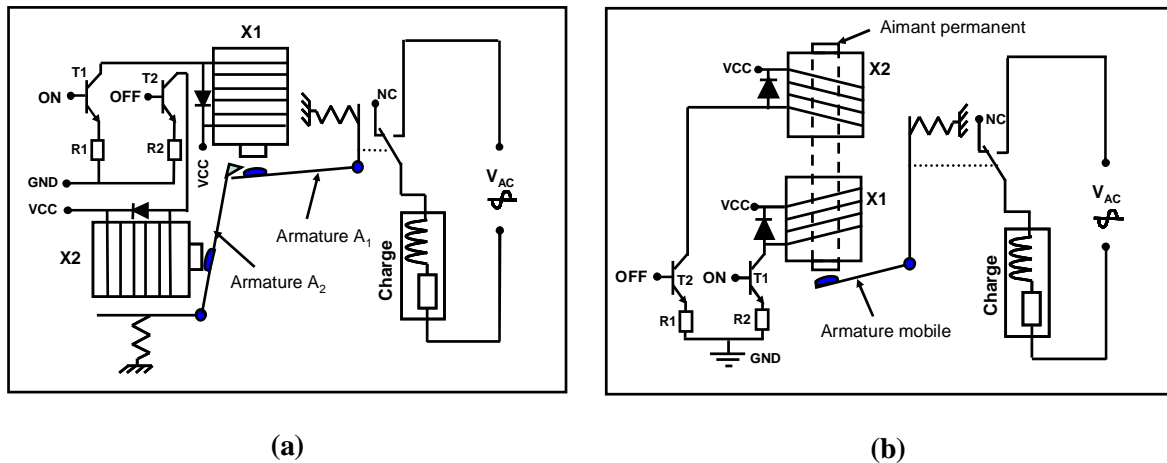 X1
T1
T2
ON
OFF
NC
R1
R2
VCC
GND
VCC
V_AC
X2
Armature A₁
Armature A₂
Charge
(a)
Aimant permanent
VCC
X2
NC
VCC
X1
V_AC
OFF
T2
ON
T1
R1
R2
Armature mobile
GND
Charge
(b)